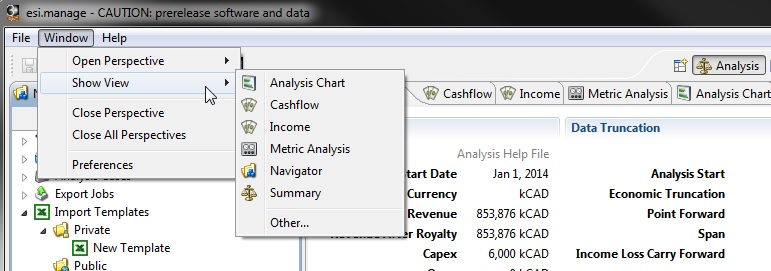 esi.manage - CAUTION: prerelease software and data
File Window Help
Analysis
Open Perspective
Show View
Close Perspective
Close All Perspectives
Preferences
Analysis Chart
Cashflow
Income
Metric Analysis
Navigator
Summary
Other...
Cashflow Income Metric Analysis Analysis Chart
Data Truncation
Analysis Help File
Start Date Jan 1, 2014 Analysis Start
Currency kCAD Economic Truncation
Revenue 853,876 kCAD Point Forward
Royalty 853,876 kCAD Span
Capex 6,000 kCAD Income Loss Carry Forward
Export Jobs
Import Templates
Private
New Template
Public